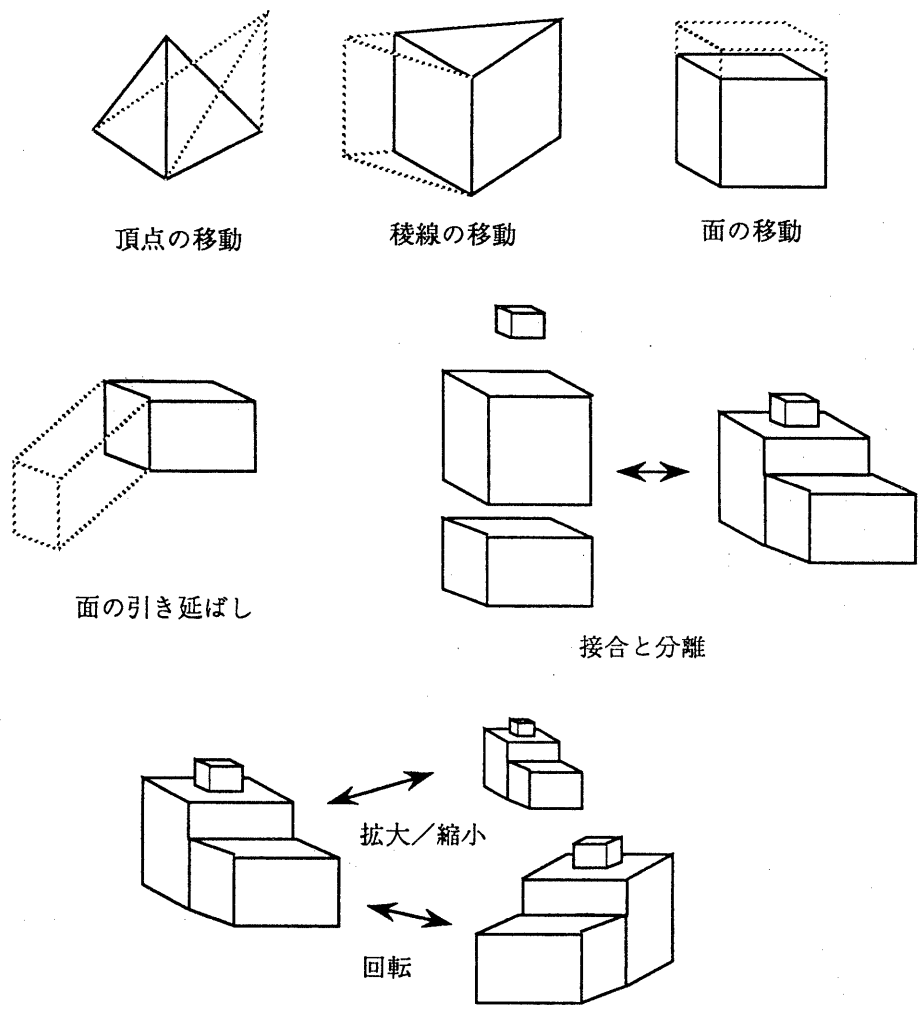 頂点の移動
稜線の移動
面の移動
面の引き延ばし
接合と分離
拡大／縮小
回転